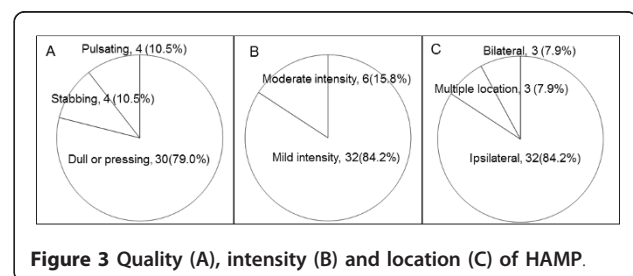 A
Pulsating, 4 (10.5%)
Stabbing, 4 (10.5%)
Dull or pressing, 30(79.0%)
B
Moderate intensity, 6(15.8%)
Mild intensity, 32(84.2%)
C
Bilateral, 3 (7.9%)
Multiple location, 3 (7.9%)
Ipsilateral, 32(84.2%)
Figure 3 Quality (A), intensity (B) and location (C) of HAMP.